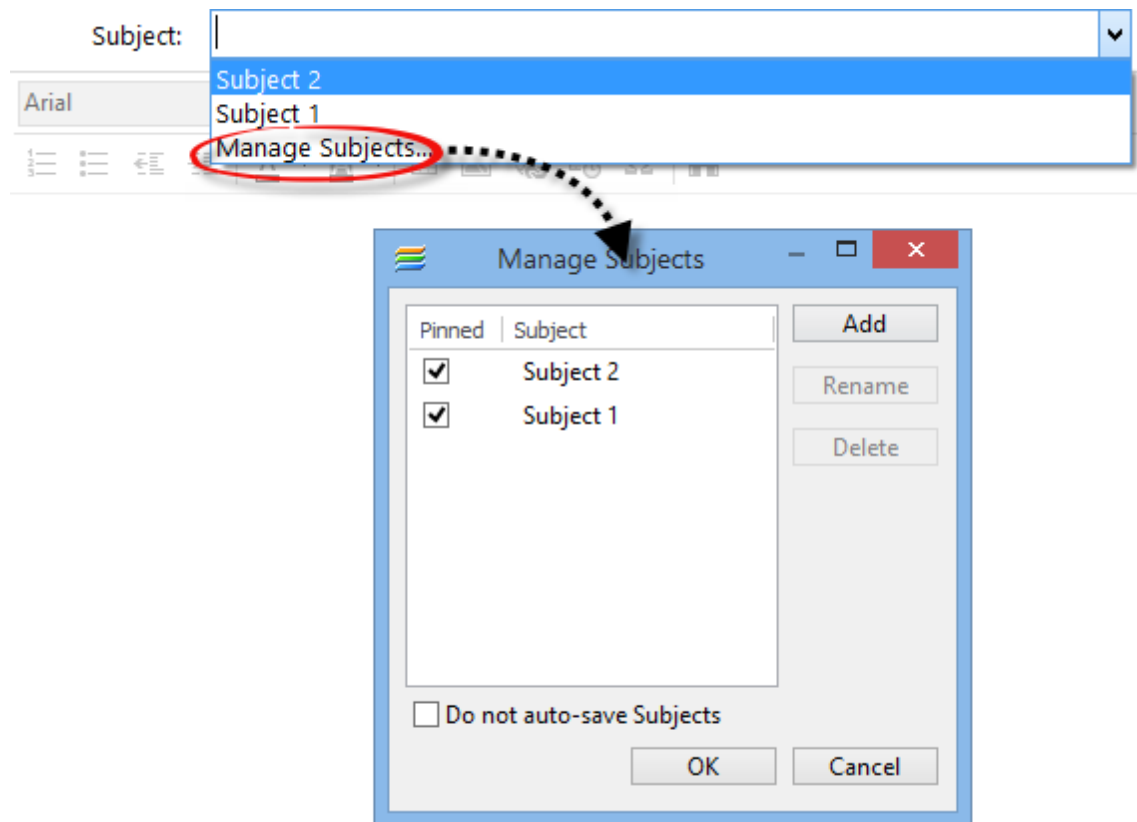 Subject:
Subject 2
Arial
Subject 1
Manage Subjects...
Manage Subjects
Pinned Subject
Add
Subject 2
Rename
Subject 1
Delete
Do not auto-save Subjects
OK Cancel